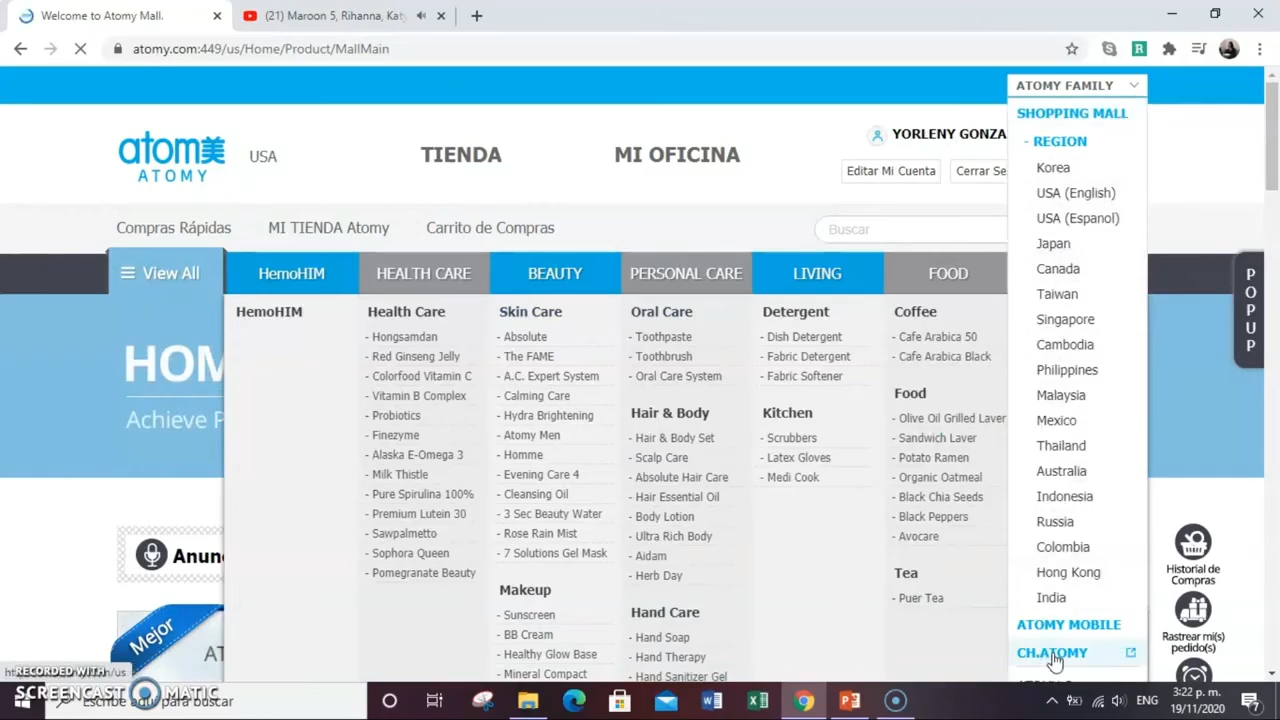 Welcome to Atomy Mall.
(21) Maroon 5, Rihanna, Katy
atomy.com:449/us/Home/Product/MallMain
R
ATOMY FAMILY
SHOPPING MALL
- REGION
Korea
USA (English)
USA (Espanol)
Japan
Canada
Taiwan
Singapore
Cambodia
Philippines
Malaysia
Mexico
Thailand
Australia
Indonesia
Russia
Colombia
Hong Kong
India
ATOMY MOBILE
CH.ATOMY
atom美
ATOMY
USA
TIENDA
MI OFICINA
YORLENY GONZA
Editar Mi Cuenta
Cerrar Se
Compras Rápidas
MI TIENDA Atomy
Carrito de Compras
Buscar
View All
HemoHIM
HEALTH CARE
BEAUTY
PERSONAL CARE
LIVING
FOOD
HemoHIM
Health Care
- Hongsamdan
- Red Ginseng Jelly
- Colorfood Vitamin C
- Vitamin B Complex
- Probiotics
- Finezyme
- Alaska E-Omega 3
- Milk Thistle
- Pure Spirulina 100%
- Premium Lutein 30
- Sawpalmetto
- Sophora Queen
- Pomegranate Beauty
Skin Care
- Absolute
- The FAME
- A.C. Expert System
- Calming Care
- Hydra Brightening
- Atomy Men
- Homme
- Evening Care 4
- Cleansing Oil
- 3 Sec Beauty Water
- Rose Rain Mist
- 7 Solutions Gel Mask
Makeup
- Sunscreen
- BB Cream
- Healthy Glow Base
- Mineral Compact
Oral Care
- Toothpaste
- Toothbrush
- Oral Care System
Hair & Body
- Hair & Body Set
- Scalp Care
- Absolute Hair Care
- Hair Essential Oil
- Body Lotion
- Ultra Rich Body
- Aidam
- Herb Day
Hand Care
- Hand Soap
- Hand Therapy
- Hand Sanitizer Gel
Detergent
- Dish Detergent
- Fabric Detergent
- Fabric Softener
Kitchen
- Scrubbers
- Latex Gloves
- Medi Cook
Coffee
- Cafe Arabica 50
- Cafe Arabica Black
Food
- Olive Oil Grilled Laver
- Sandwich Laver
- Potato Ramen
- Organic Oatmeal
- Black Chia Seeds
- Black Peppers
- Avocare
Tea
- Puer Tea
POPUP
HOM
Achieve P
Anun
Mejor
AT
Historial de
Compras
Rastrear mi(s)
pedido(s)
RECORDED WITH
SCREENCAST MATIC
Escribe aquí para buscar
ENG
3:22 p. m.
19/11/2020
7